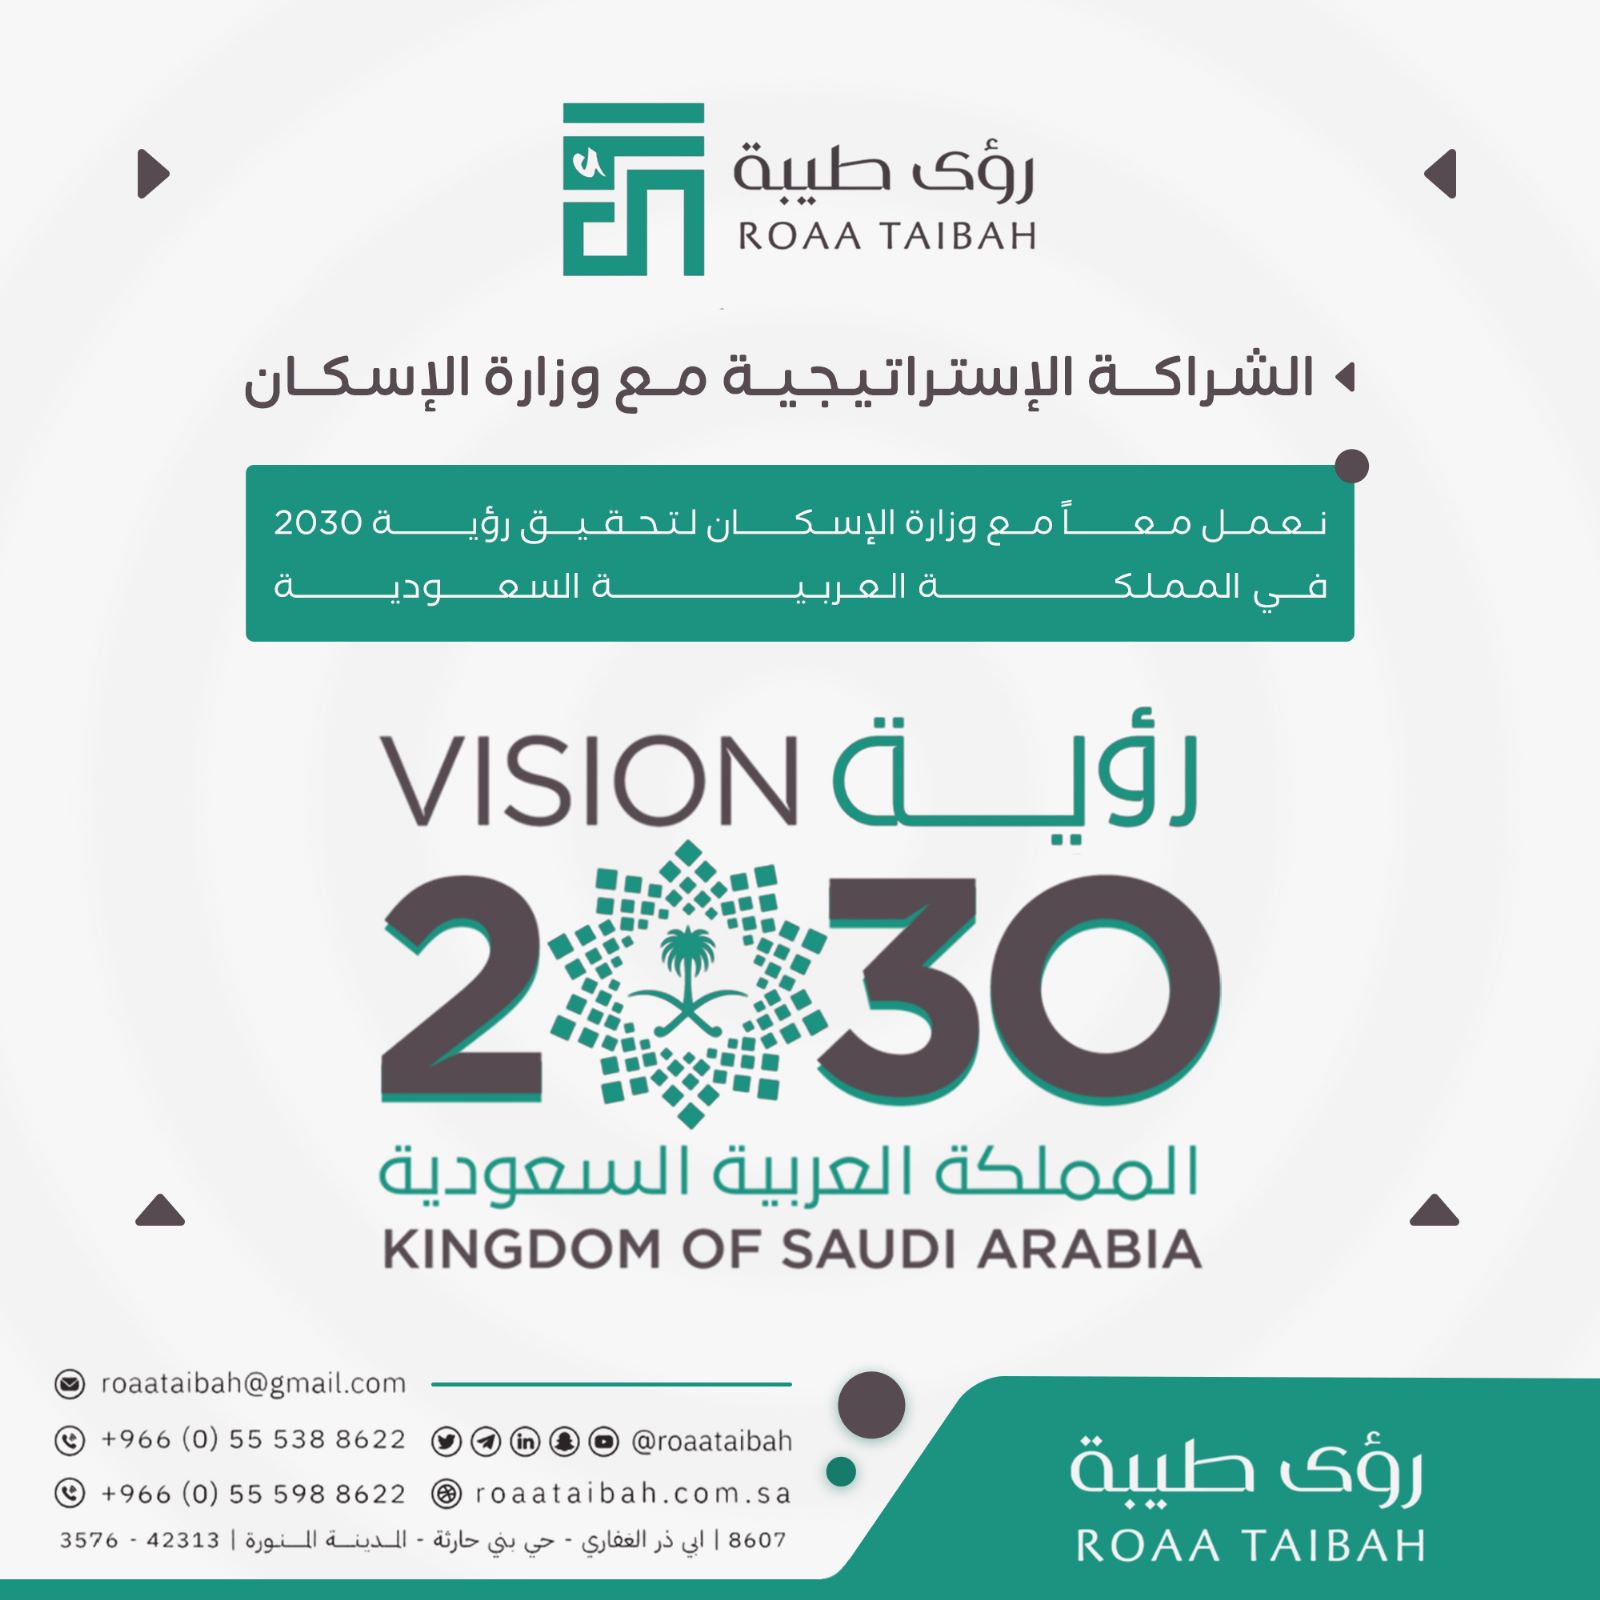 رؤى طيبة
ROAA TAIBAH
الشراكة الإستراتيجية مع وزارة الإسكان
نعمل معاً مع وزارة الإسكان لتحقيق رؤية 2030
في المملكة العربية السعودية
VISION رؤية
2030
المملكة العربية السعودية
KINGDOM OF SAUDI ARABIA
roaataibah@gmail.com
+966 (0) 55 538 8622 @roaataibah
+966 (0) 55 598 8622 roaataibah.com.sa
8607 | ابي ذر الغفاري - حي بني حارثة - المدينة المنورة | 42313 - 3576
رؤى طيبة
ROAA TAIBAH